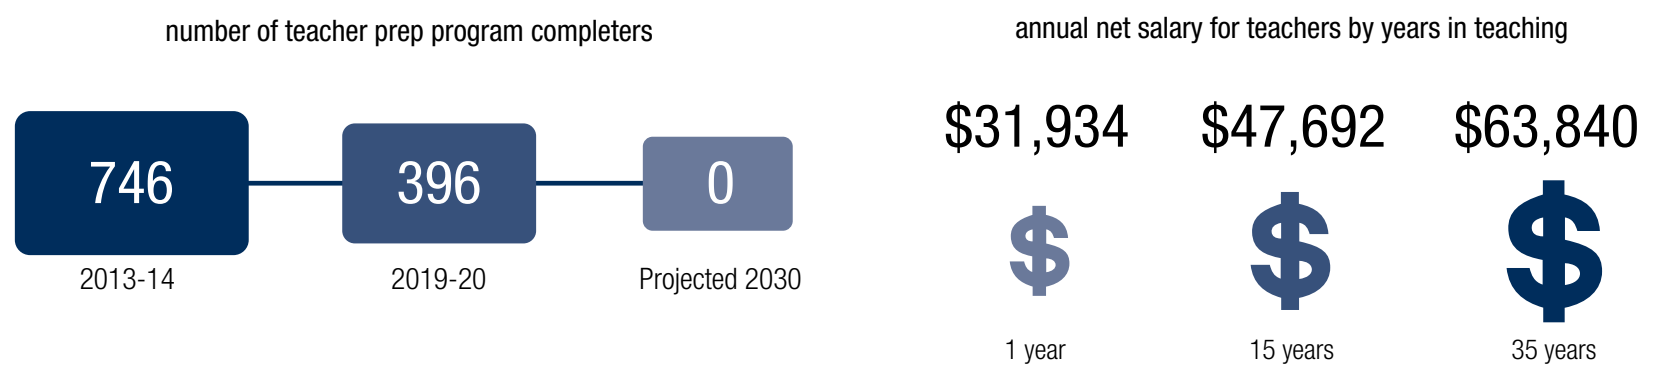 number of teacher prep program completers
746
396
0
2013-14
2019-20
Projected 2030
annual net salary for teachers by years in teaching
$31,934
$47,692
$63,840
$
$
$
1 year
15 years
35 years